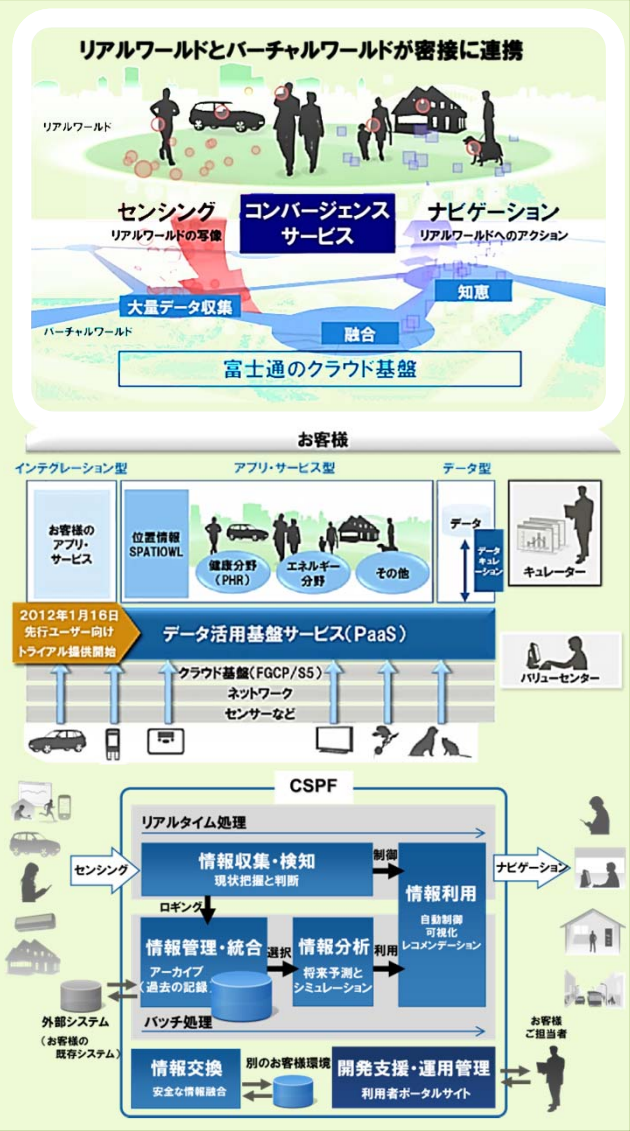 リアルワールドとバーチャルワールドが密接に連携
リアルワールド
センシング
リアルワールドの写像
コンバージェンス
サービス
ナビゲーション
リアルワールドへのアクション
大量データ収集
知恵
バーチャルワールド
融合
富士通のクラウド基盤
お客様
インテグレーション型
アプリ・サービス型
データ型
お客様の
アプリ・
サービス
位置情報
SPATIOWL
健康分野
(PHR)
エネルギー
分野
その他
データ
データ
キュレ
ーション
キュレーター
2012年1月16日
先行ユーザー向け
トライアル提供開始
データ活用基盤サービス(PaaS)
クラウド基盤(FGCP/S5)
ネットワーク
センサーなど
バリューセンター
CSPF
リアルタイム処理
センシング
情報収集・検知
現状把握と判断
制御
ナビゲーション
情報利用
自動制御
可視化
レコメンデーション
ロギング
情報管理・統合
アーカイブ
(過去の記録)
選択
情報分析
将来予測と
シミュレーション
利用
外部システム
(お客様の
既存システム)
バッチ処理
お客様
ご担当者
情報交換
安全な情報融合
別のお客様環境
開発支援・運用管理
利用者ポータルサイト